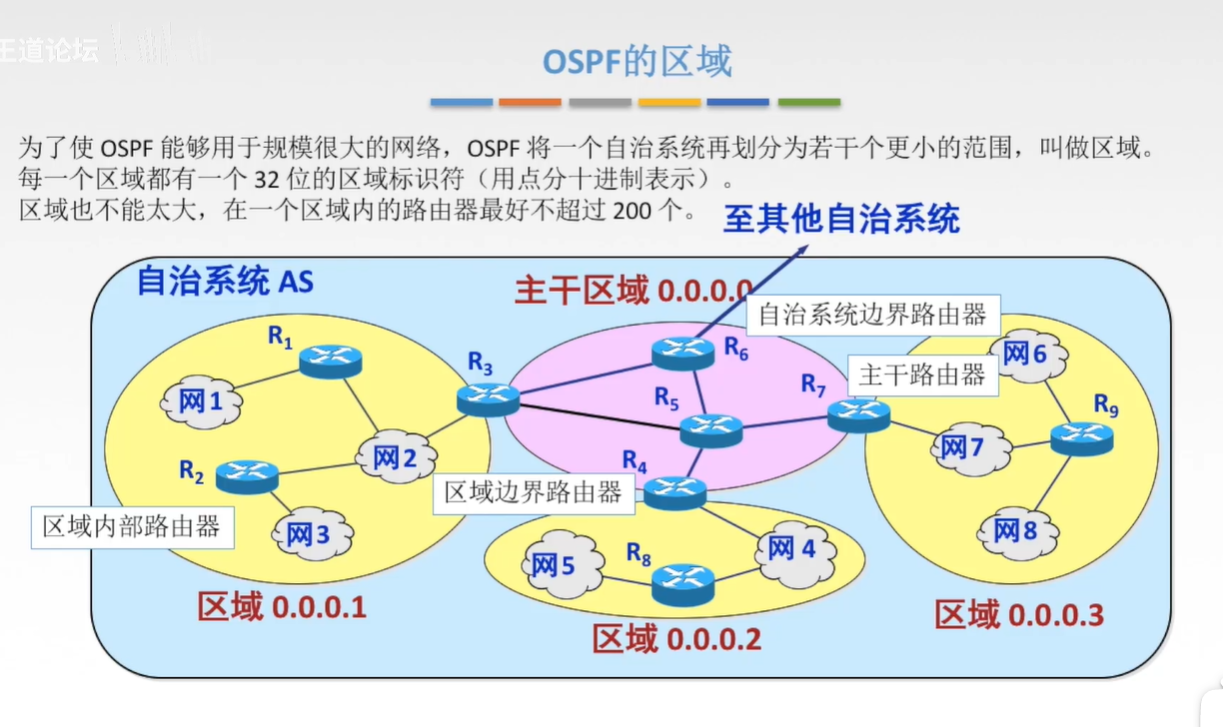 王道论坛
OSPF的区域
为了使 OSPF 能够用于规模很大的网络，OSPF 将一个自治系统再划分为若干个更小的范围，叫做区域。
每一个区域都有一个 32 位的区域标识符（用点分十进制表示）。
区域也不能太大，在一个区域内的路由器最好不超过 200 个。
至其他自治系统
自治系统 AS
主干区域 0.0.0.0
自治系统边界路由器
R1
R3
R6
网6
R7
主干路由器
网1
R5
R9
网2
网7
R2
R4
区域边界路由器
区域内部路由器
网3
网5
R8
网4
网8
区域 0.0.0.1
区域 0.0.0.2
区域 0.0.0.3